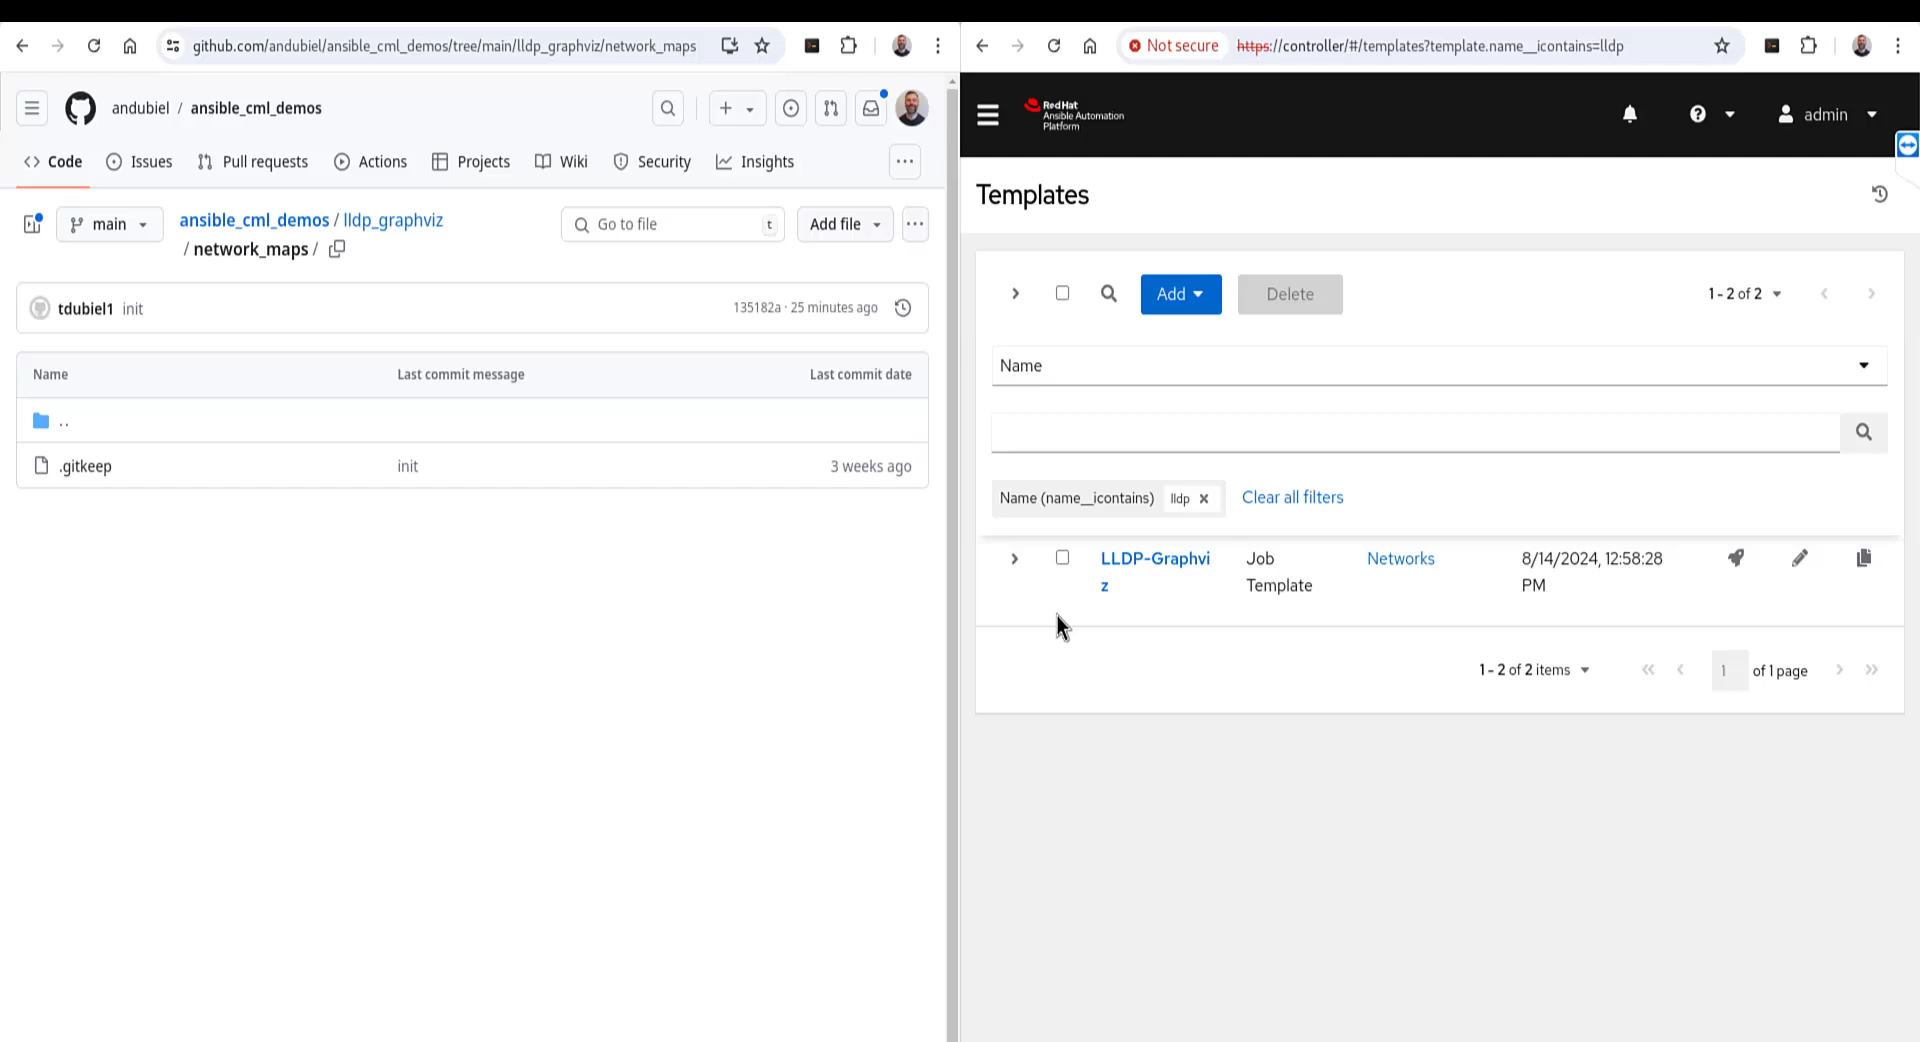 github.com/andubiel/ansible_cml_demos/tree/main/lldp_graphviz/network_maps
andubiel / ansible_cml_demos
Code Issues Pull requests Actions Projects Wiki Security Insights
main
ansible_cml_demos / lldp_graphviz
/ network_maps /
Go to file t
Add file
tdubiel1 init 135182a · 25 minutes ago
Name Last commit message Last commit date
..
.gitkeep init 3 weeks ago
Not secure https://controller/#/templates?template.name__icontains=lldp
Red Hat
Ansible Automation
Platform
admin
Templates
Add Delete 1 - 2 of 2
Name
Name (name__icontains) lldp Clear all filters
LLDP-Graphvi Job Networks 8/14/2024, 12:58:28
z Template PM
1 - 2 of 2 items 1 of 1 page